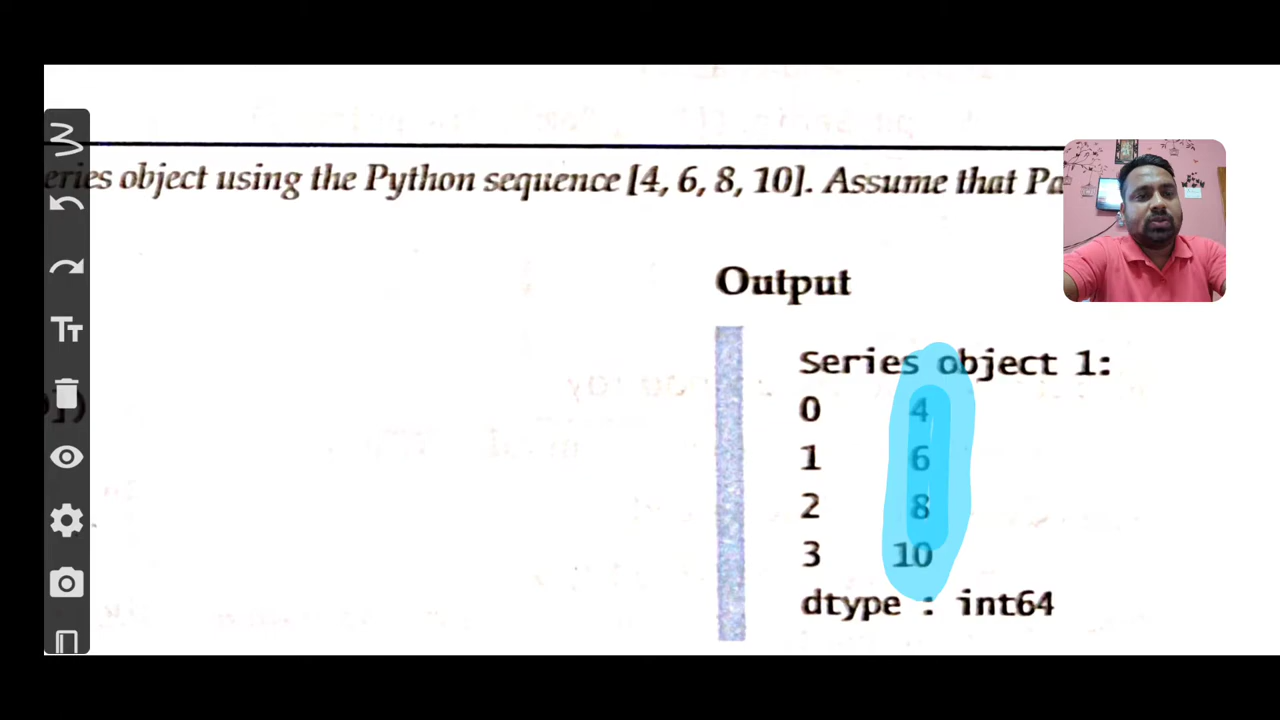 eries object using the Python sequence [4, 6, 8, 10]. Assume that Pa
Output
Series object 1:
0 4
1 6
2 8
3 10
dtype : int64